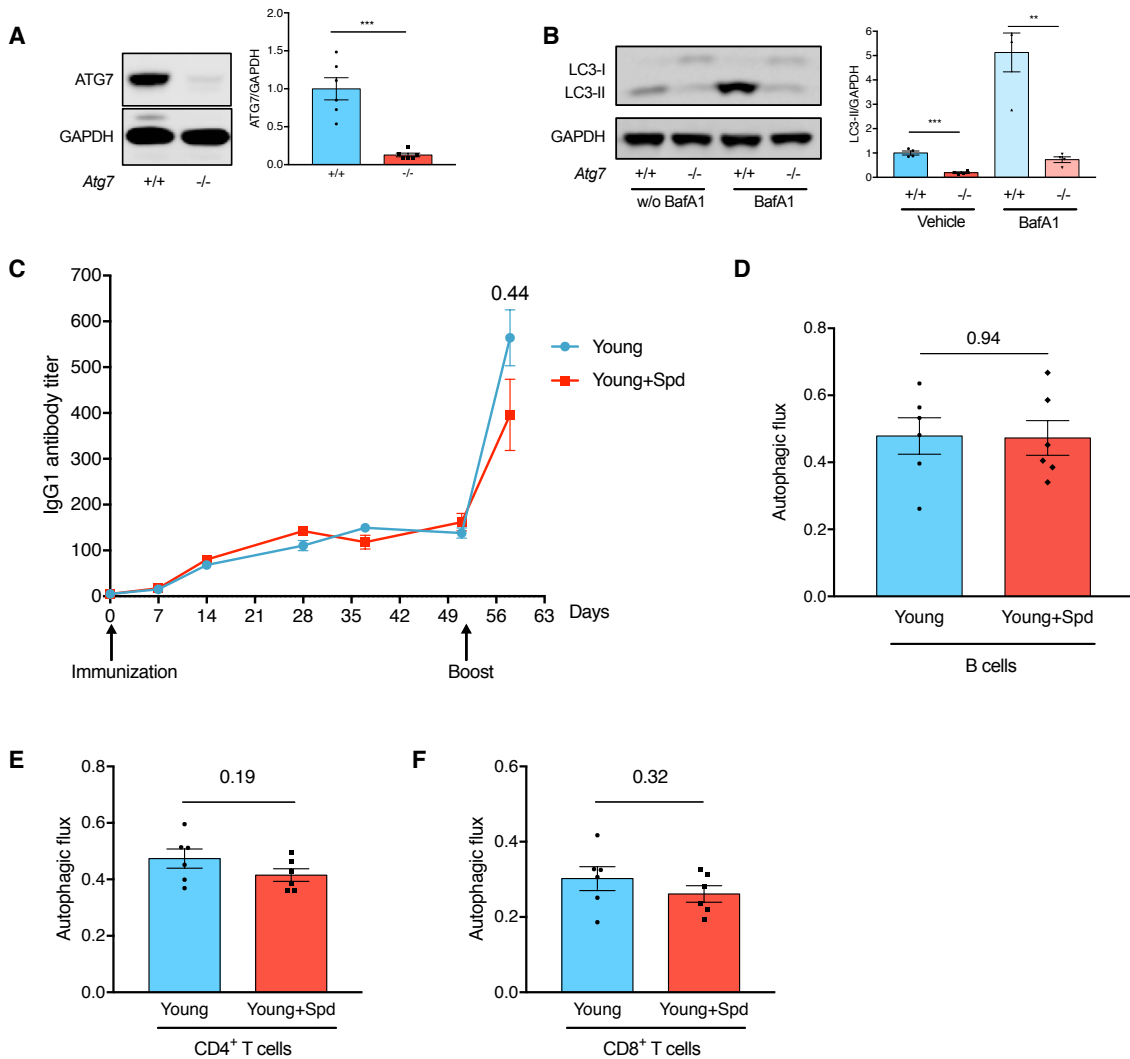 A
ATG7
GAPDH
Atg7 +/+ -/-
ATG7/GAPDH
2.0
1.5
1.0
0.5
0.0
***
+/+ -/-
B
LC3-I
LC3-II
GAPDH
Atg7 +/+ -/- +/+ -/-
w/o BafA1 BafA1
LC3-II/GAPDH
6
5
4
3
2
1
0
*** **
+/+ -/- +/+ -/-
Vehicle BafA1
C
IgG1 antibody titer
700
600
500
400
300
200
100
0
0.44
Young
Young+Spd
0 7 14 21 28 35 42 49 56 63 Days
Immunization Boost
D
Autophagic flux
0.8
0.6
0.4
0.2
0.0
0.94
Young Young+Spd
B cells
E
Autophagic flux
0.8
0.6
0.4
0.2
0.0
0.19
Young Young+Spd
CD4+ T cells
F
Autophagic flux
0.6
0.4
0.2
0.0
0.32
Young Young+Spd
CD8+ T cells